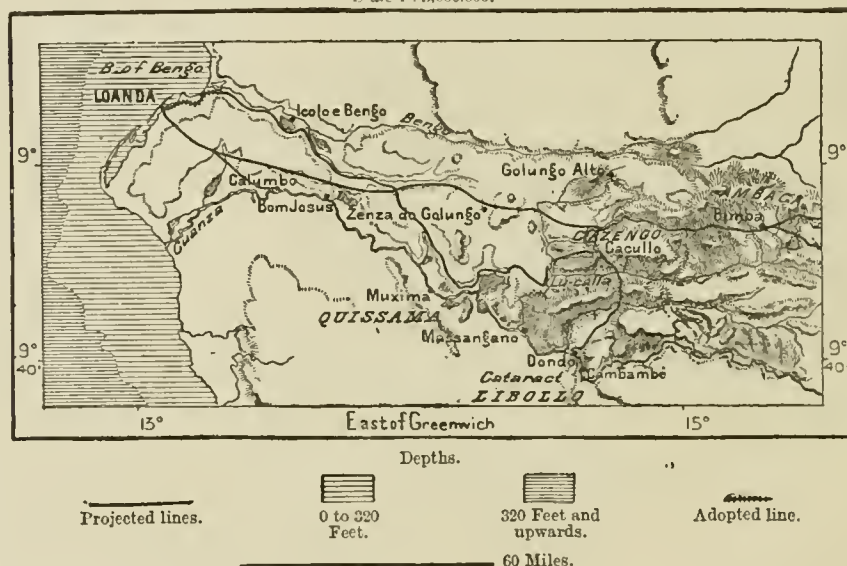 B. of Bengo
LOANDA
Icolo e Bengo
Bengo
9°
9°
Golungo Alto
AMBACA
Calumbo
Bom Josus
Zenza do Golungo
Bimba
CAZENGO
Cacullo
Cuanza
Lucalla
Muxima
QUISSAMA
Massangano
9°
40'
9°
40'
Dondo
Cambambé
Cataract
LIBOLLO
13°
East of Greenwich
15°
Depths.
Projected lines.
0 to 320
Feet.
320 Feet and
upwards.
Adopted line.
60 Miles.